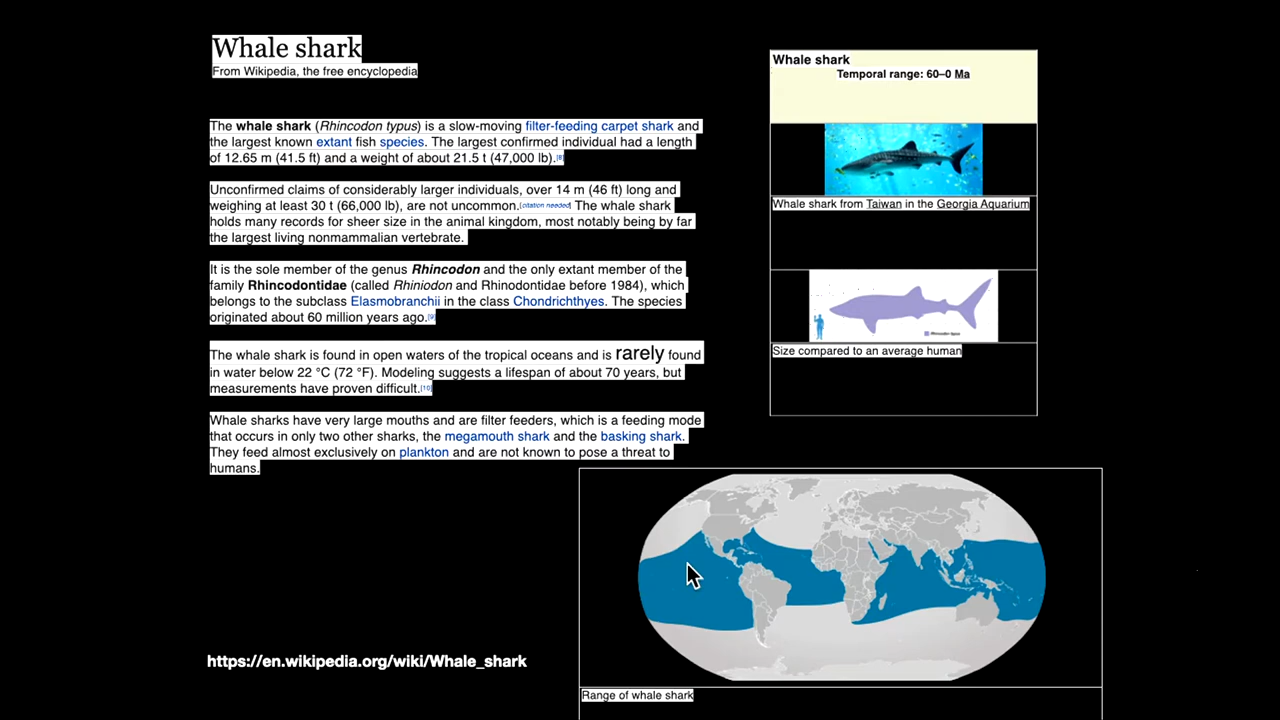 Whale shark
From Wikipedia, the free encyclopedia
The whale shark (Rhincodon typus) is a slow-moving filter-feeding carpet shark and
the largest known extant fish species. The largest confirmed individual had a length
of 12.65 m (41.5 ft) and a weight of about 21.5 t (47,000 lb).[8]
Unconfirmed claims of considerably larger individuals, over 14 m (46 ft) long and
weighing at least 30 t (66,000 lb), are not uncommon.[citation needed] The whale shark
holds many records for sheer size in the animal kingdom, most notably being by far
the largest living nonmammalian vertebrate.
It is the sole member of the genus Rhincodon and the only extant member of the
family Rhincodontidae (called Rhiniodon and Rhinodontidae before 1984), which
belongs to the subclass Elasmobranchii in the class Chondrichthyes. The species
originated about 60 million years ago.[9]
The whale shark is found in open waters of the tropical oceans and is rarely found
in water below 22 °C (72 °F). Modeling suggests a lifespan of about 70 years, but
measurements have proven difficult.[10]
Whale sharks have very large mouths and are filter feeders, which is a feeding mode
that occurs in only two other sharks, the megamouth shark and the basking shark.
They feed almost exclusively on plankton and are not known to pose a threat to
humans.
https://en.wikipedia.org/wiki/Whale_shark
Whale shark
Temporal range: 60–0 Ma
Whale shark from Taiwan in the Georgia Aquarium
Rhincodon typus
Size compared to an average human
Range of whale shark